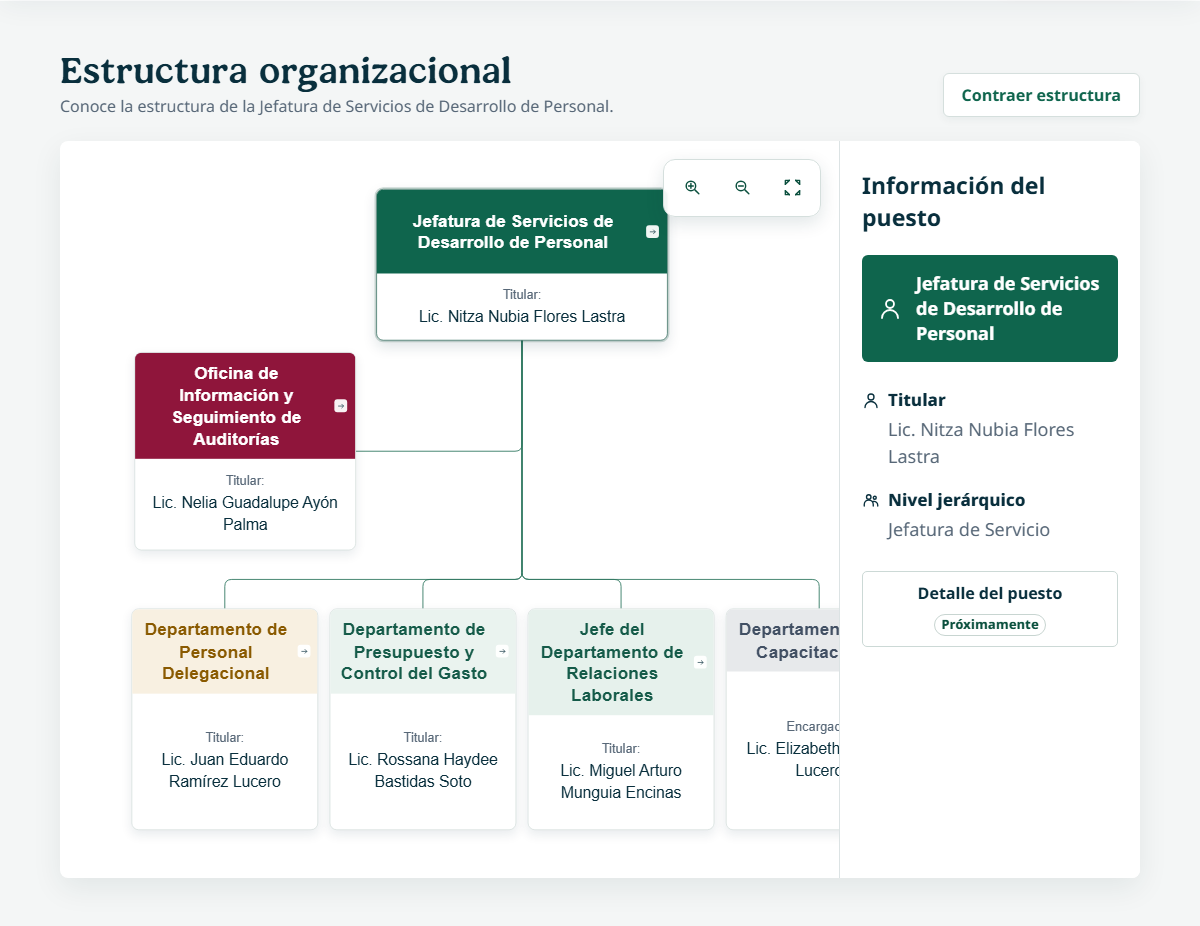 Estructura organizacional
Conoce la estructura de la Jefatura de Servicios de Desarrollo de Personal.
Contraer estructura
Jefatura de Servicios de
Desarrollo de Personal
Titular:
Lic. Nitza Nubia Flores Lastra
Oficina de
Información y
Seguimiento de
Auditorías
Titular:
Lic. Nelia Guadalupe Ayón
Palma
Departamento de
Personal
Delegacional
Titular:
Lic. Juan Eduardo
Ramírez Lucero
Departamento de
Presupuesto y
Control del Gasto
Titular:
Lic. Rossana Haydee
Bastidas Soto
Jefe del
Departamento de
Relaciones
Laborales
Titular:
Lic. Miguel Arturo
Munguia Encinas
Lic. Elizabeth
Información del
puesto
Jefatura de Servicios
de Desarrollo de
Personal
Titular
Lic. Nitza Nubia Flores
Lastra
Nivel jerárquico
Jefatura de Servicio
Detalle del puesto
Próximamente